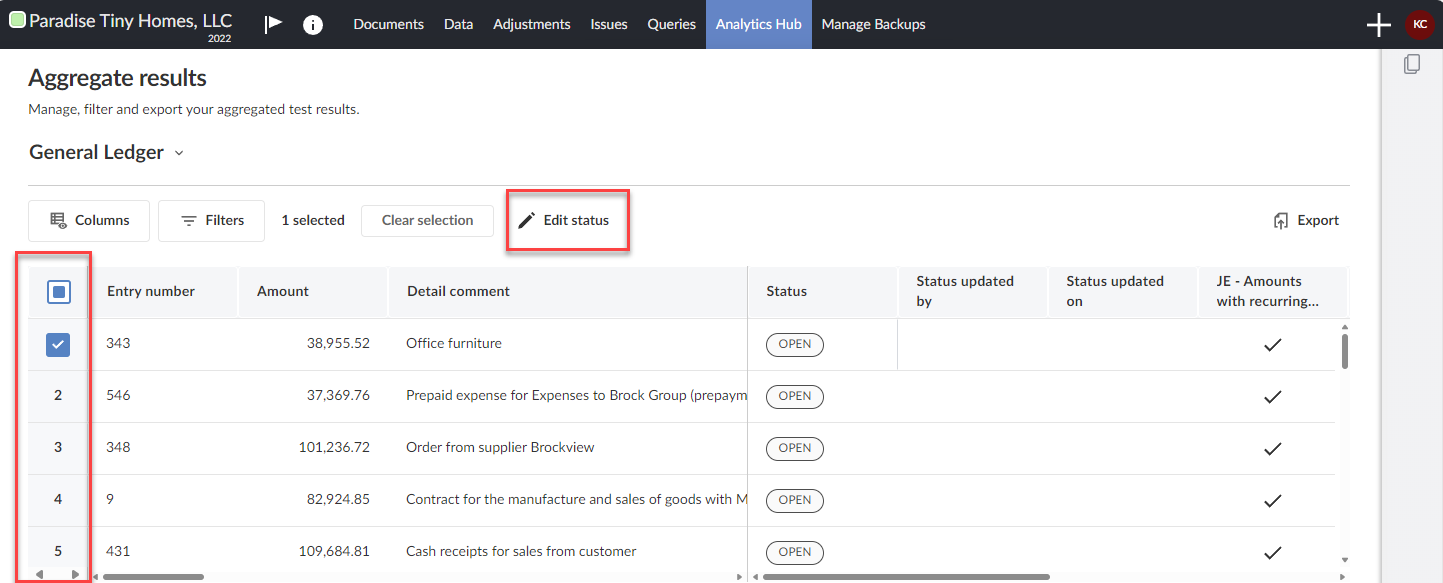 Paradise Tiny Homes, LLC
2022
Documents Data Adjustments Issues Queries Analytics Hub Manage Backups
KC
Aggregate results
Manage, filter and export your aggregated test results.
General Ledger
Columns Filters 1 selected Clear selection Edit status Export
Entry number Amount Detail comment Status Status updated by Status updated on JE - Amounts with recurring...
343 38,955.52 Office furniture OPEN
2 546 37,369.76 Prepaid expense for Expenses to Brock Group (prepaym OPEN
3 348 101,236.72 Order from supplier Brockview OPEN
4 9 82,924.85 Contract for the manufacture and sales of goods with M OPEN
5 431 109,684.81 Cash receipts for sales from customer OPEN